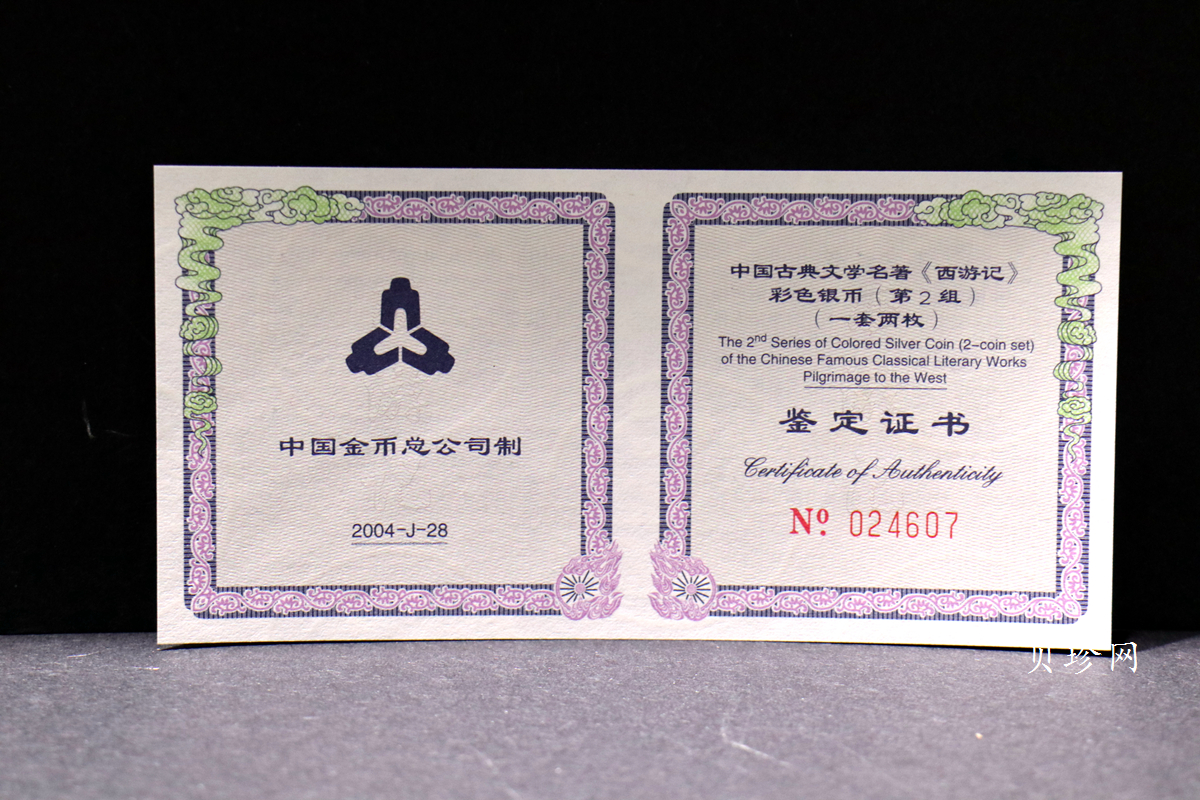 中国金币总公司制
2004-J-28
中国古典文学名著《西游记》
彩色银币（第2组）
（一套两枚）
The 2nd Series of Colored Silver Coin (2-coin set)
of the Chinese Famous Classical Literary Works
Pilgrimage to the West
鉴定证书
Certificate of Authenticity
Nº 024607
贝珍网